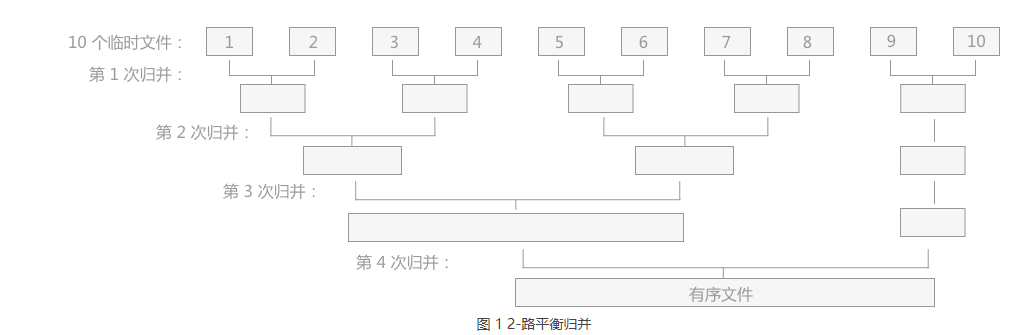 10 个临时文件： 1 2 3 4 5 6 7 8 9 10
第 1 次归并：
第 2 次归并：
第 3 次归并：
第 4 次归并：
有序文件
图 1 2-路平衡归并